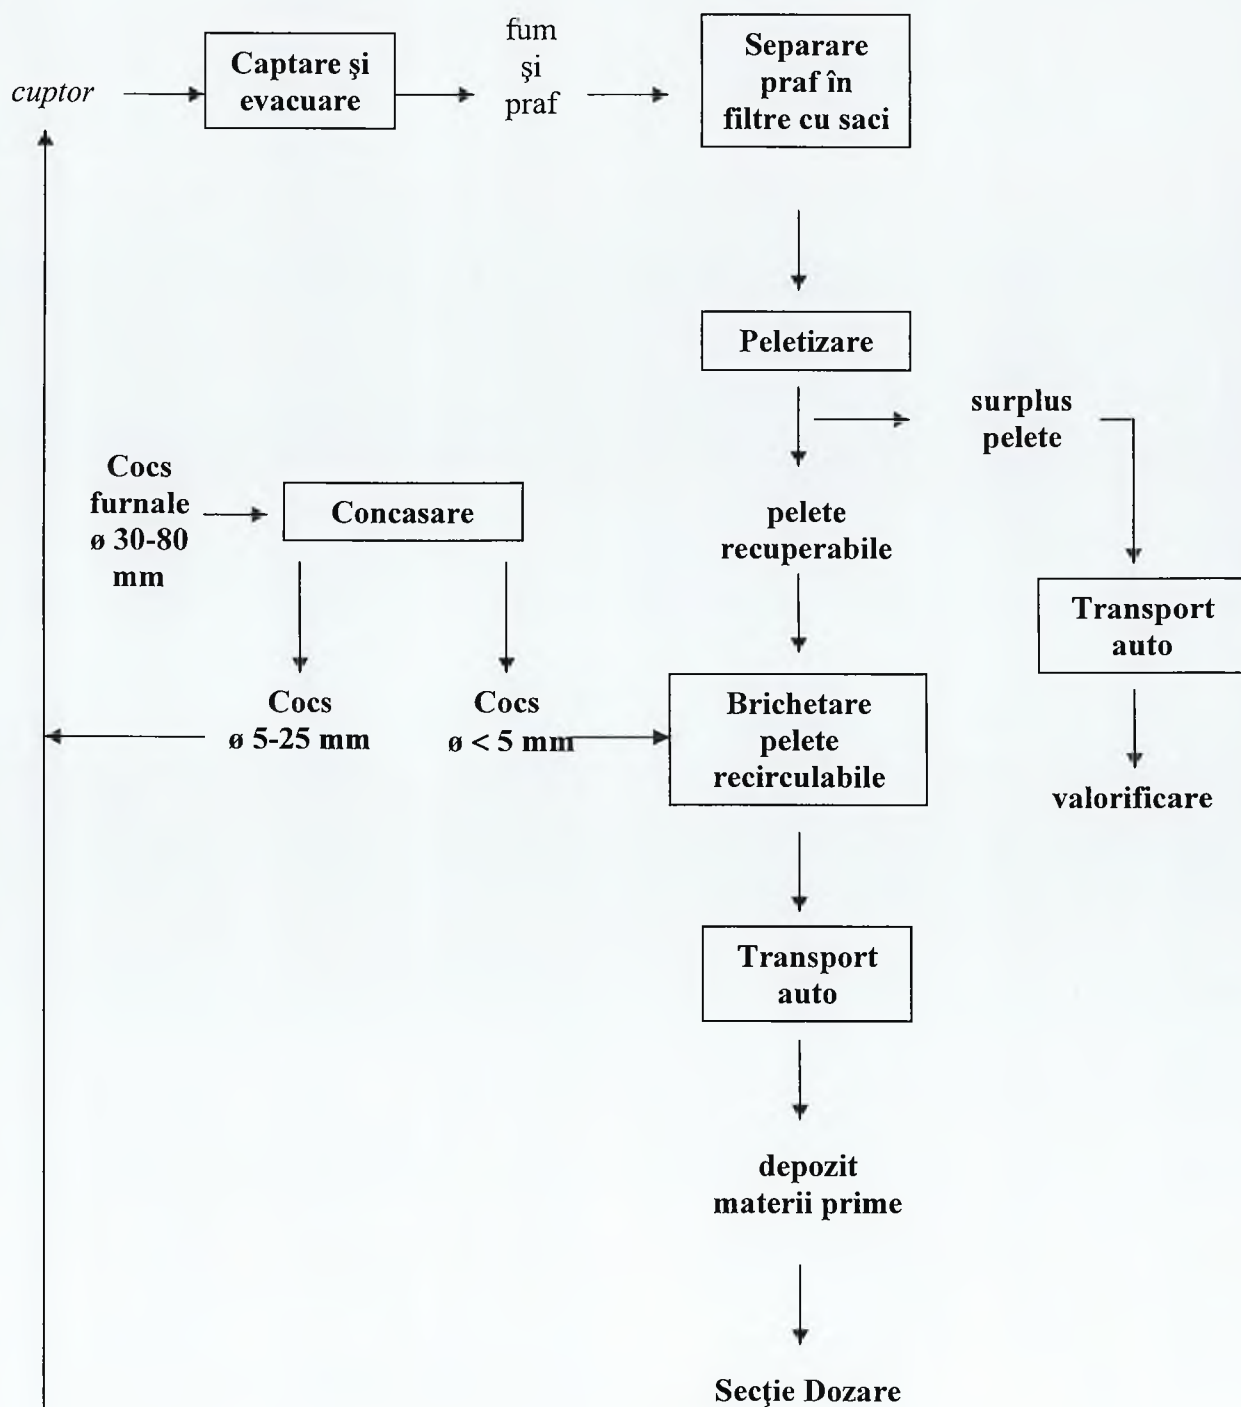 cuptor
Captare şi
evacuare
fum
şi
praf
Separare
praf în
filtre cu saci
Peletizare
surplus
pelete
Cocs
furnale
ø 30-80
mm
Concasare
pelete
recuperabile
Transport
auto
Cocs
ø 5-25 mm
Cocs
ø < 5 mm
Brichetare
pelete
recirculabile
valorificare
Transport
auto
depozit
materii prime
Secţie Dozare